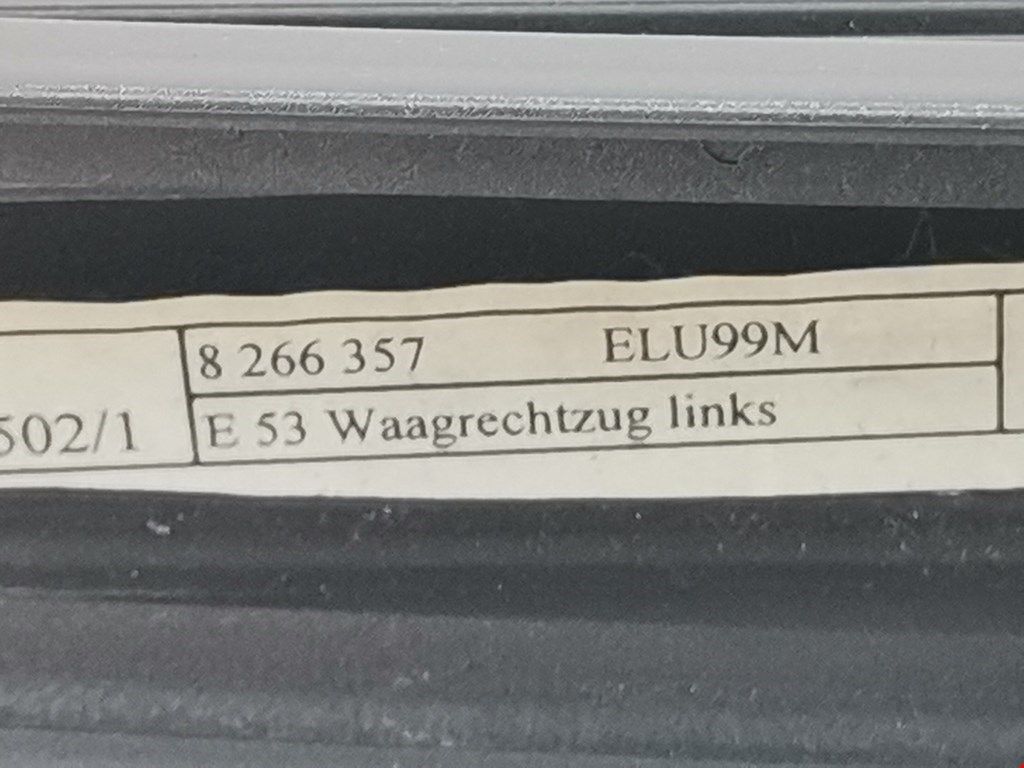 8 266 357 ELU99M
502/1 E 53 Waagrechtzug links